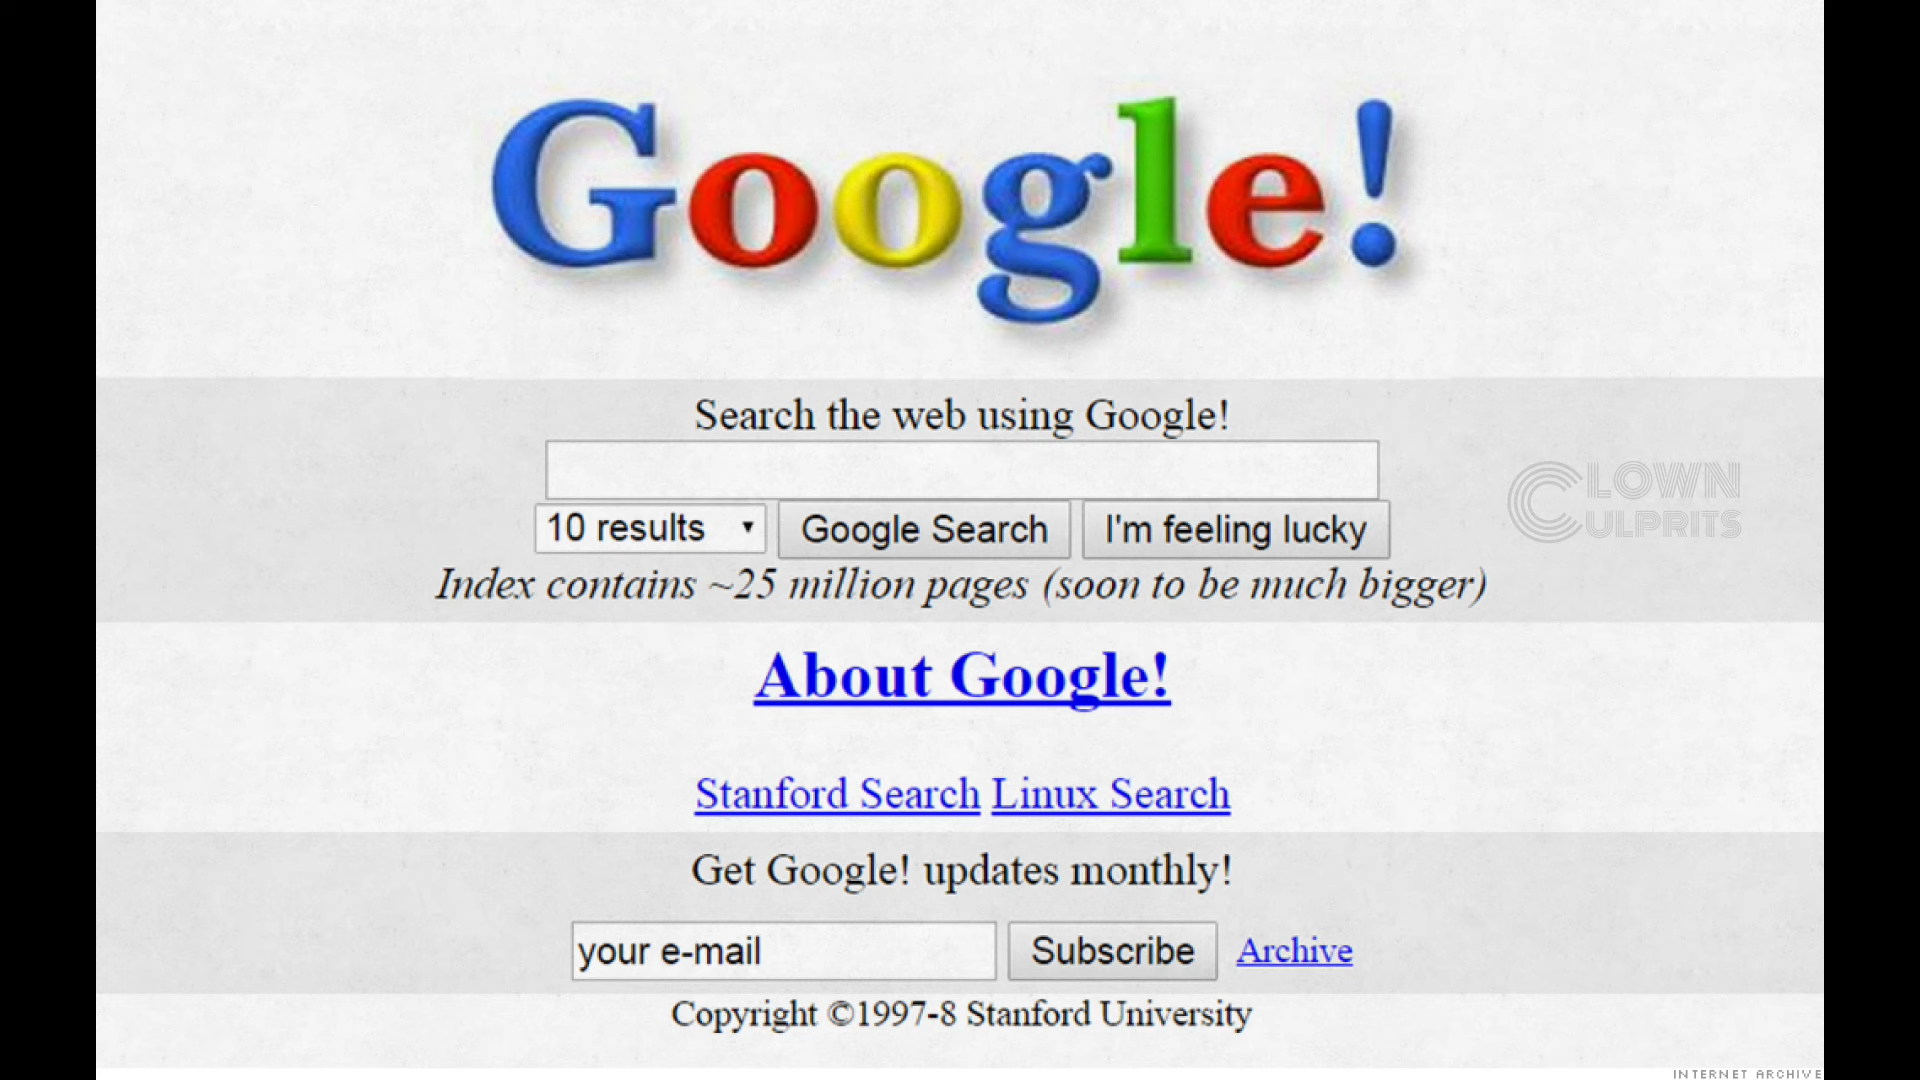 Google!
Search the web using Google!
10 results Google Search I'm feeling lucky
Index contains ~25 million pages (soon to be much bigger)
CLOWN
CULPRITS
About Google!
Stanford Search Linux Search
Get Google! updates monthly!
your e-mail Subscribe Archive
Copyright ©1997-8 Stanford University
INTERNET ARCHIVE